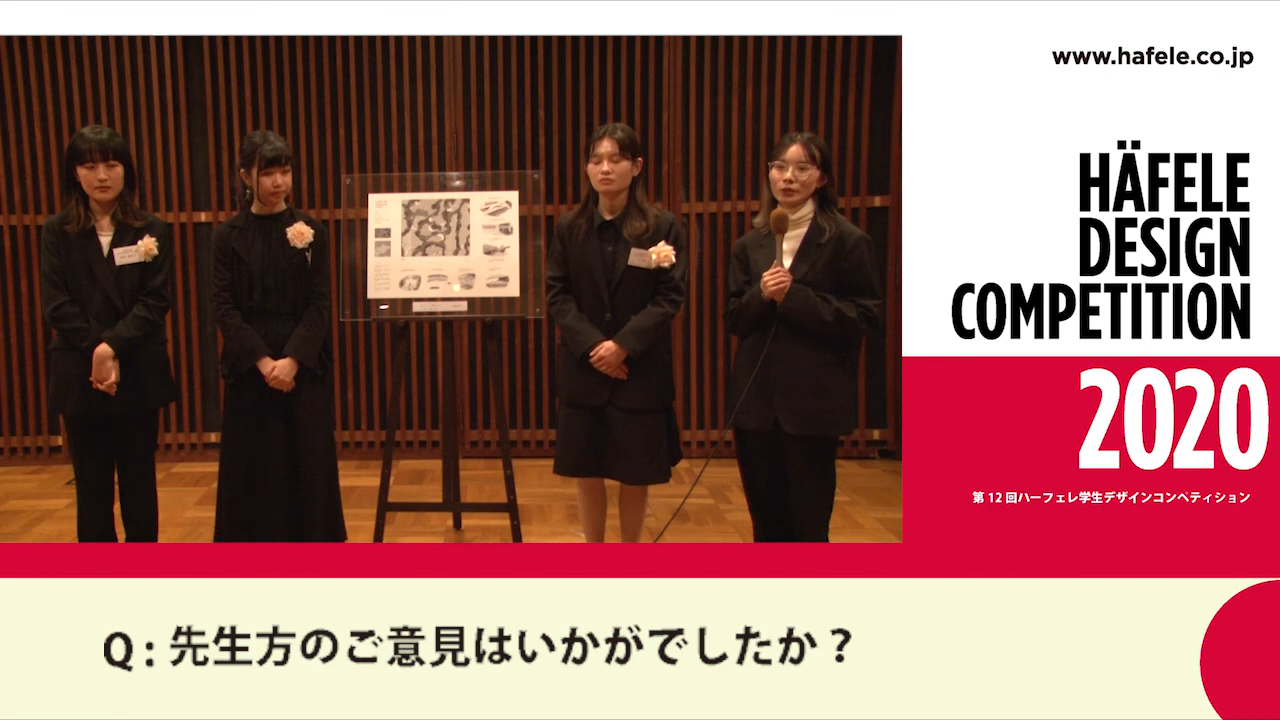 www.hafele.co.jp
HÄFELE
DESIGN
COMPETITION
2020
第12回ハーフェレ学生デザインコンペティション
Q : 先生方のご意見はいかがでしたか？